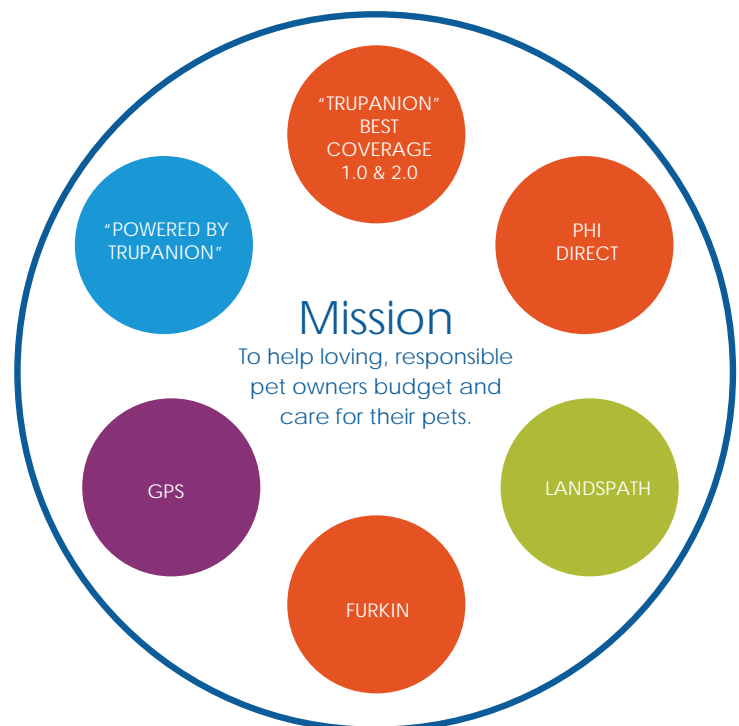 “TRUPANION”
BEST
COVERAGE
1.0 & 2.0
“POWERED BY
TRUPANION”
PHI
DIRECT
Mission
To help loving, responsible
pet owners budget and
care for their pets.
GPS
LANDSPATH
FURKIN